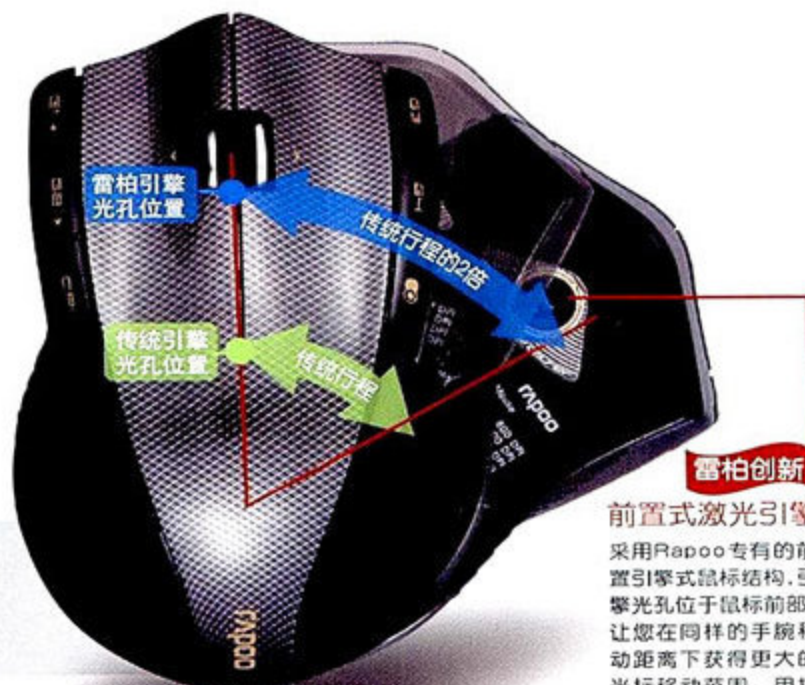 雷柏引擎
光孔位置
传统行程的2倍
传统引擎
光孔位置
传统行程
rapoo
rapoo
雷柏创新
前置式激光引擎
采用Rapoo专有的前
置引擎式鼠标结构.引
擎光孔位于鼠标前部
让您在同样的手腕移
动距离下获得更大的